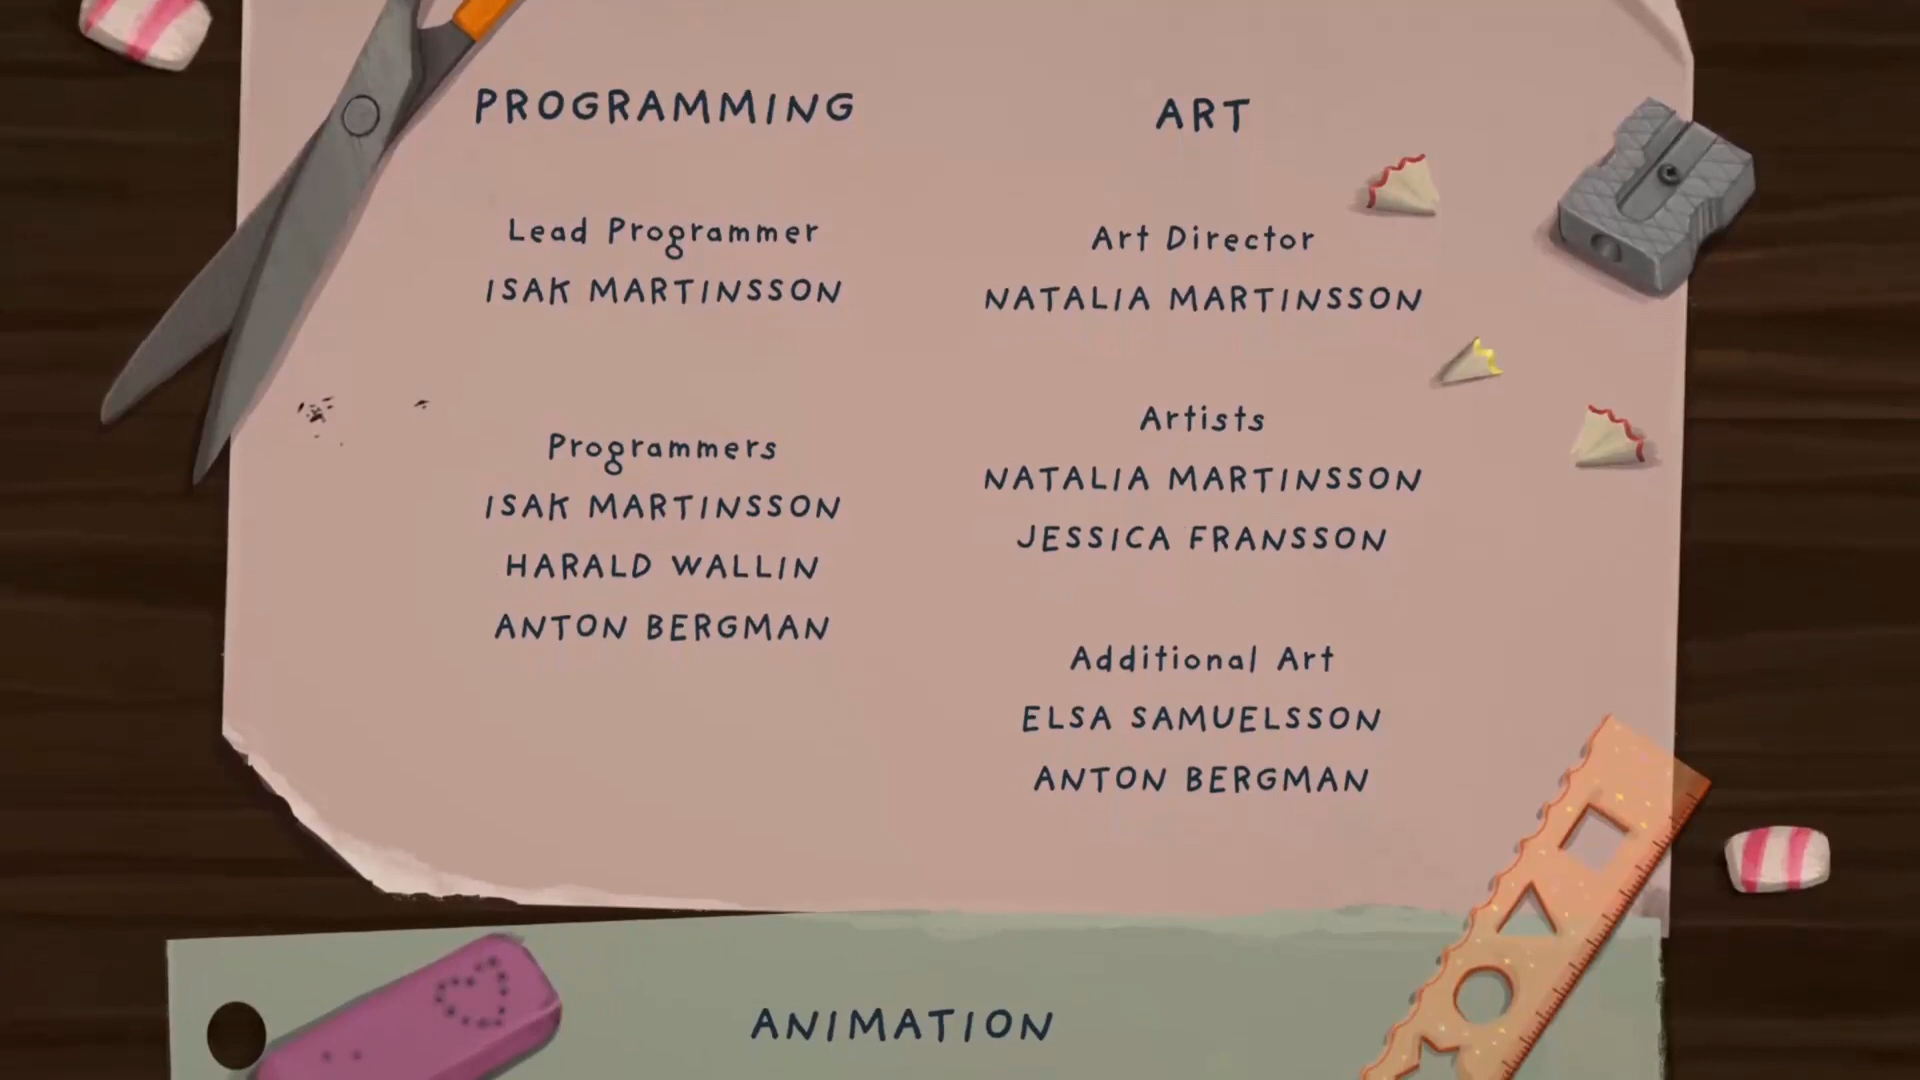 PROGRAMMING
Lead Programmer
ISAK MARTINSSON
Programmers
ISAK MARTINSSON
HARALD WALLIN
ANTON BERGMAN
ART
Art Director
NATALIA MARTINSSON
Artists
NATALIA MARTINSSON
JESSICA FRANSSON
Additional Art
ELSA SAMUELSSON
ANTON BERGMAN
ANIMATION